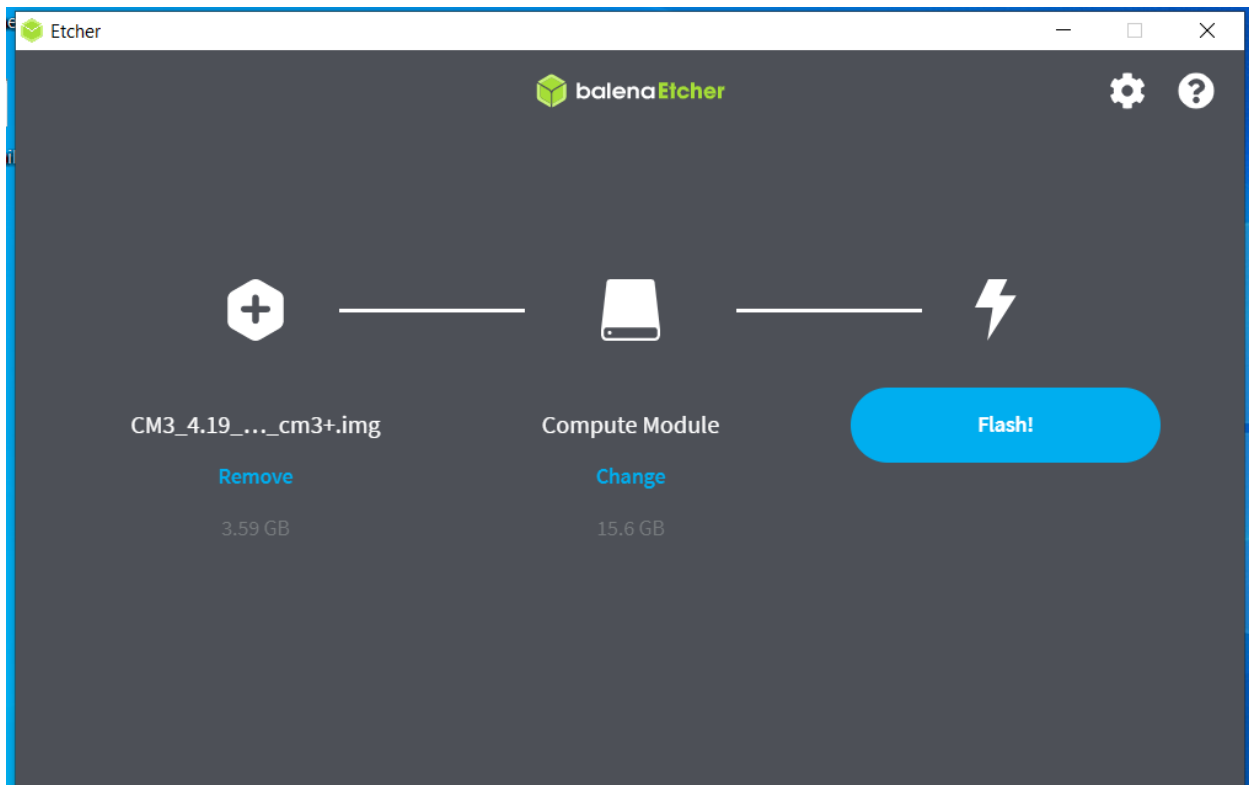 Etcher
balenaEtcher
CM3_4.19_..._cm3+.img
Compute Module
Flash!
Remove
Change
3.59 GB
15.6 GB